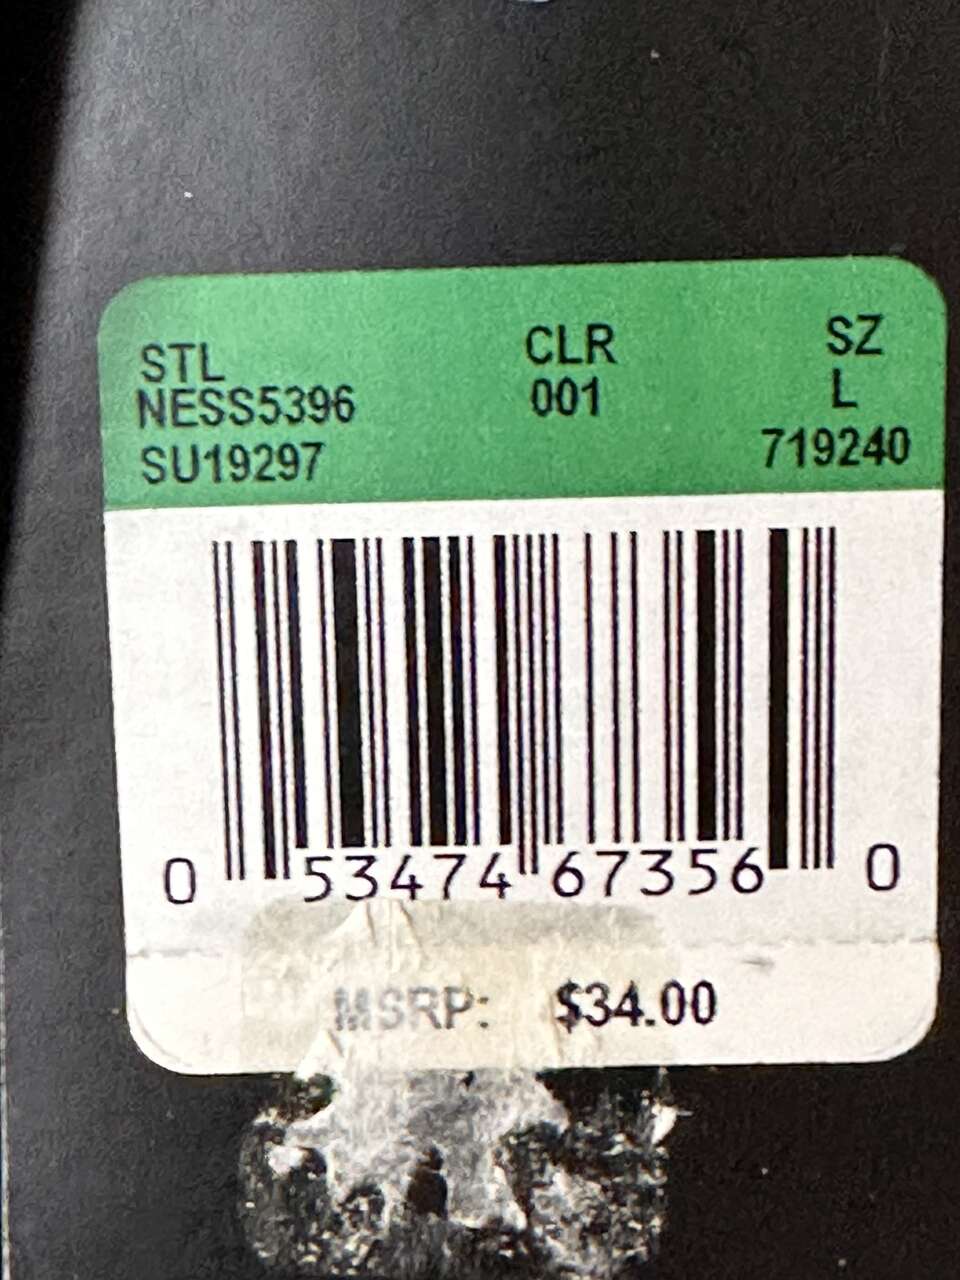 STL CLR SZ
NESS5396 001 L
SU19297 719240
0 53474 67356 0
MSRP: $34.00